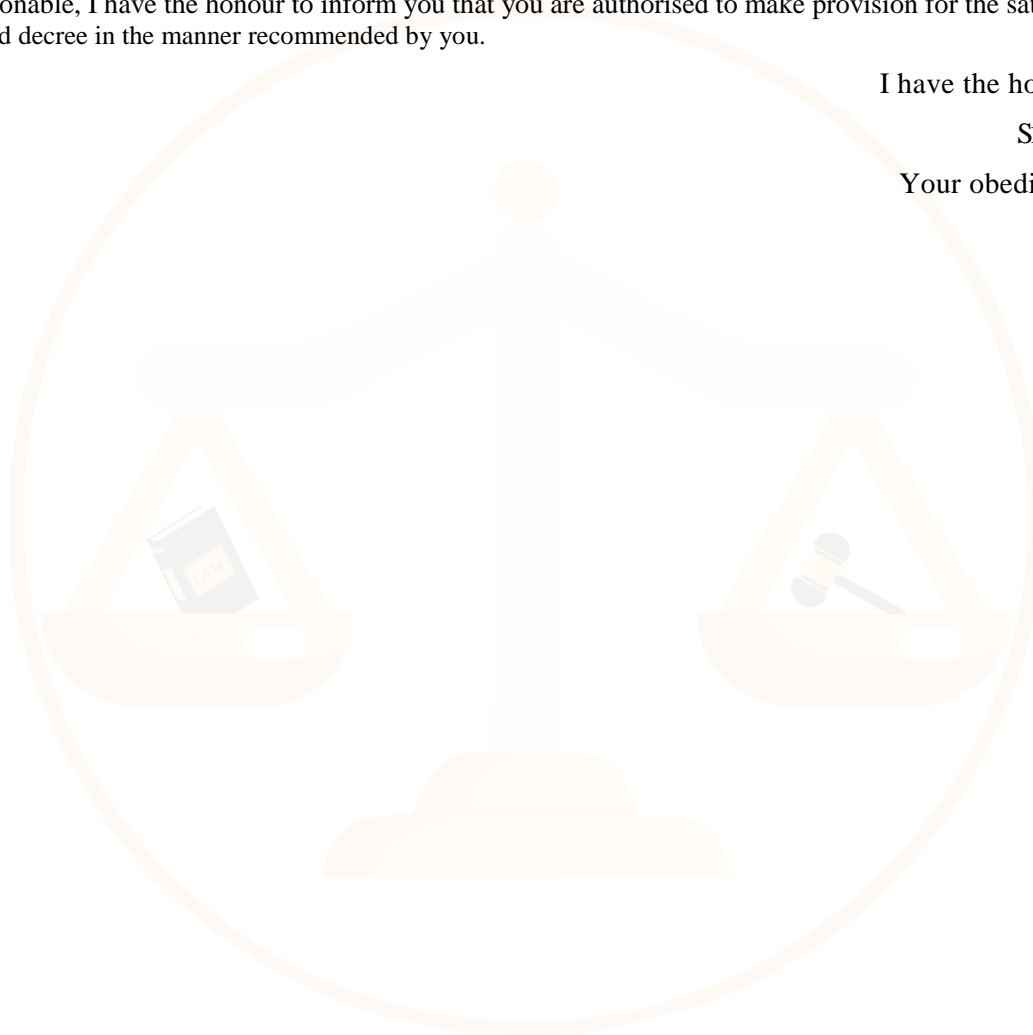 onable, I have the honour to inform you that you are authorised to make provision for the sat
d decree in the manner recommended by you.
I have the ho
S
Your obedi
LAW